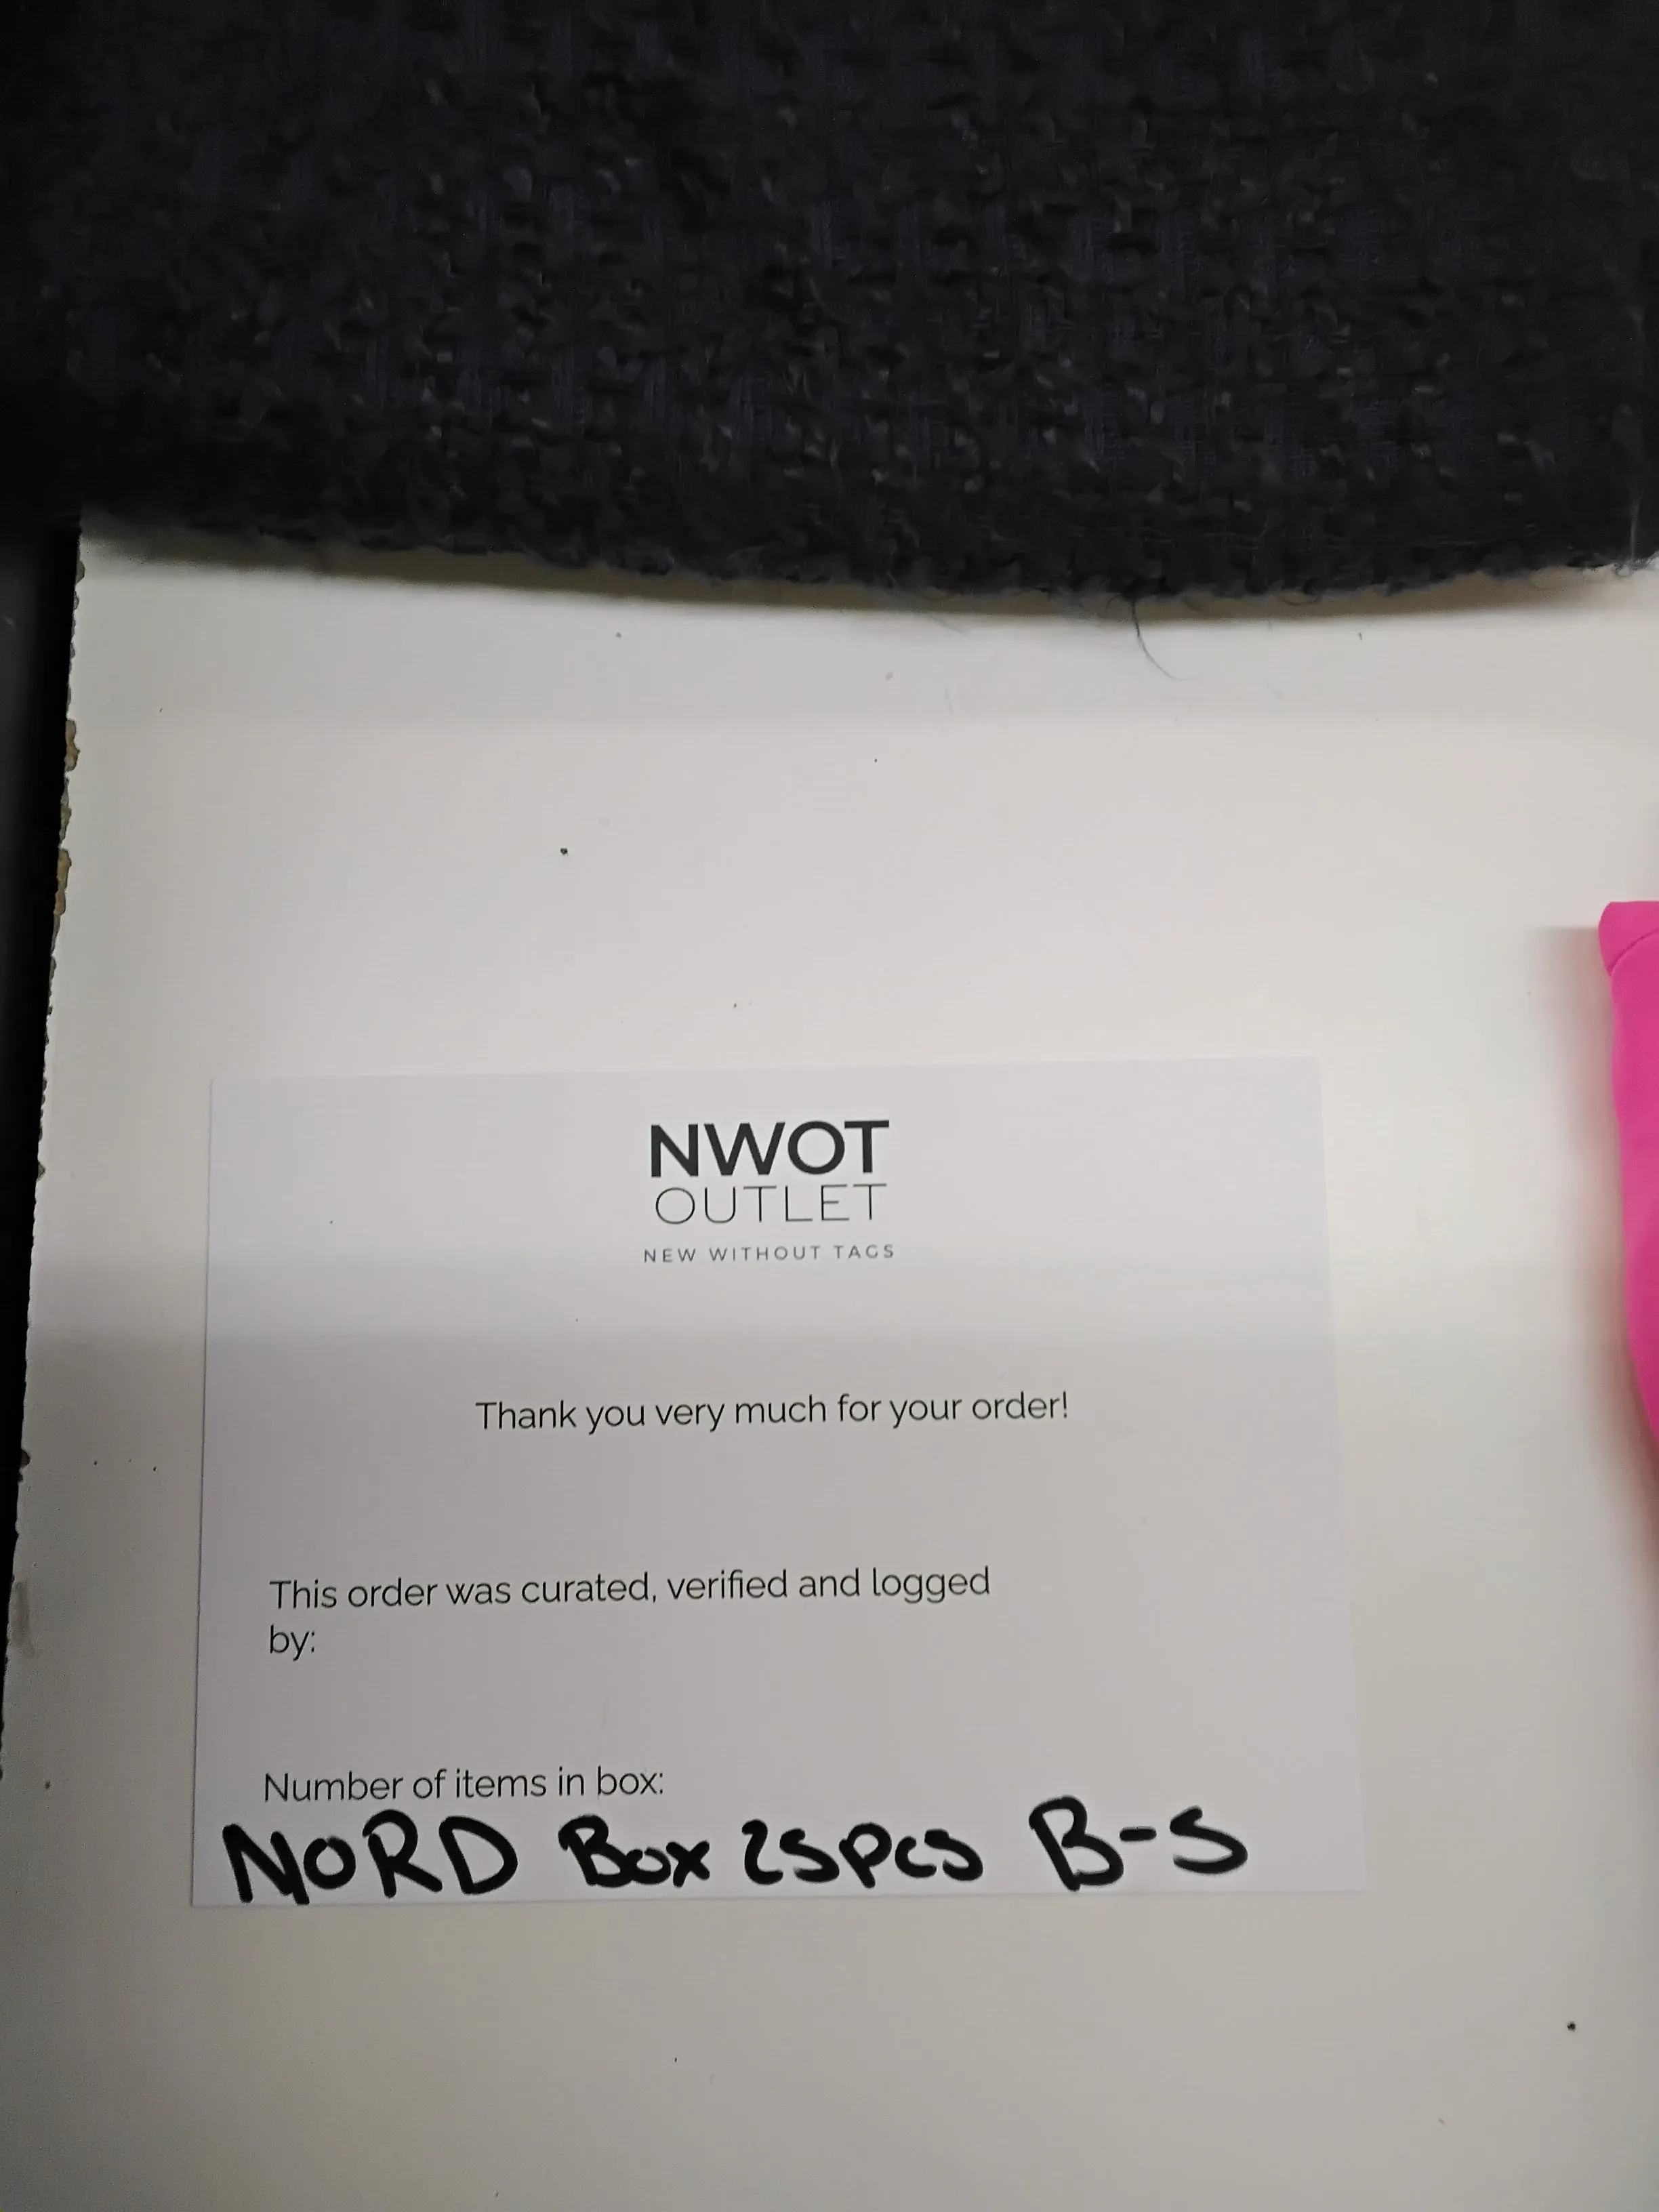 NWOT
OUTLET
NEW WITHOUT TAGS
Thank you very much for your order!
This order was curated, verified and logged
by:
Number of items in box:
NORD Box 25pcs B-S